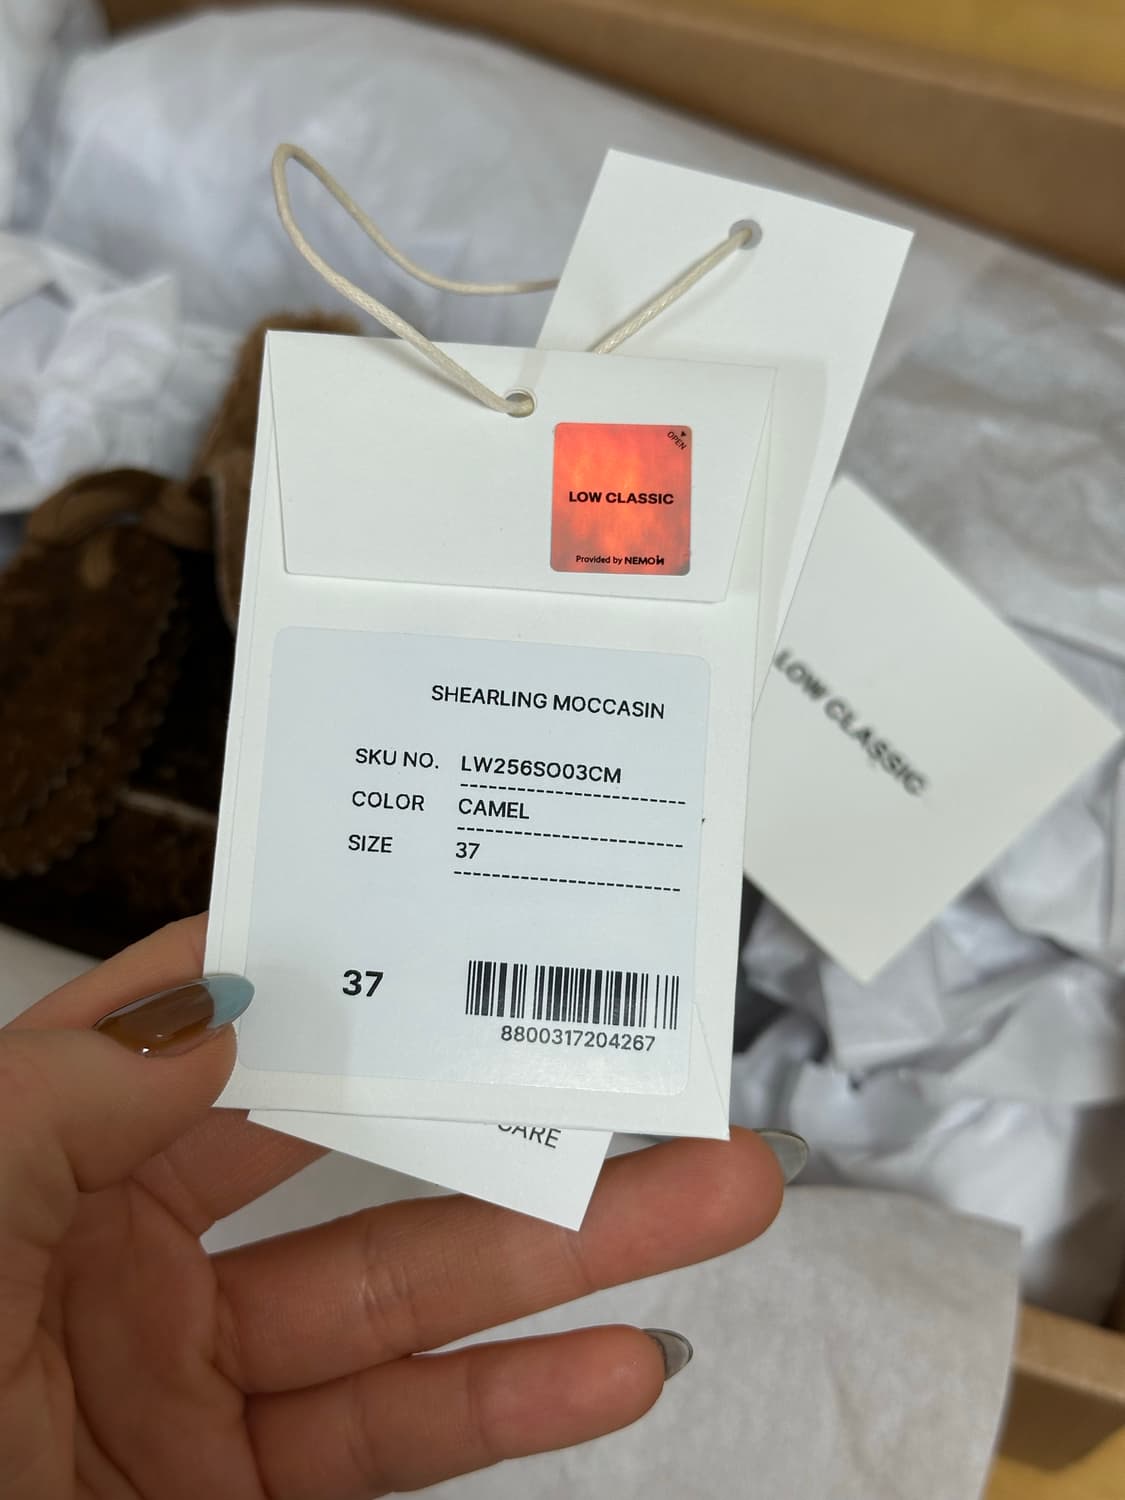 OPEN
LOW CLASSIC
Provided by NEMOИ
SHEARLING MOCCASIN
SKU NO. LW256SO03CM
COLOR CAMEL
SIZE 37
37
8800317204267
CARE
LOW CLASSIC